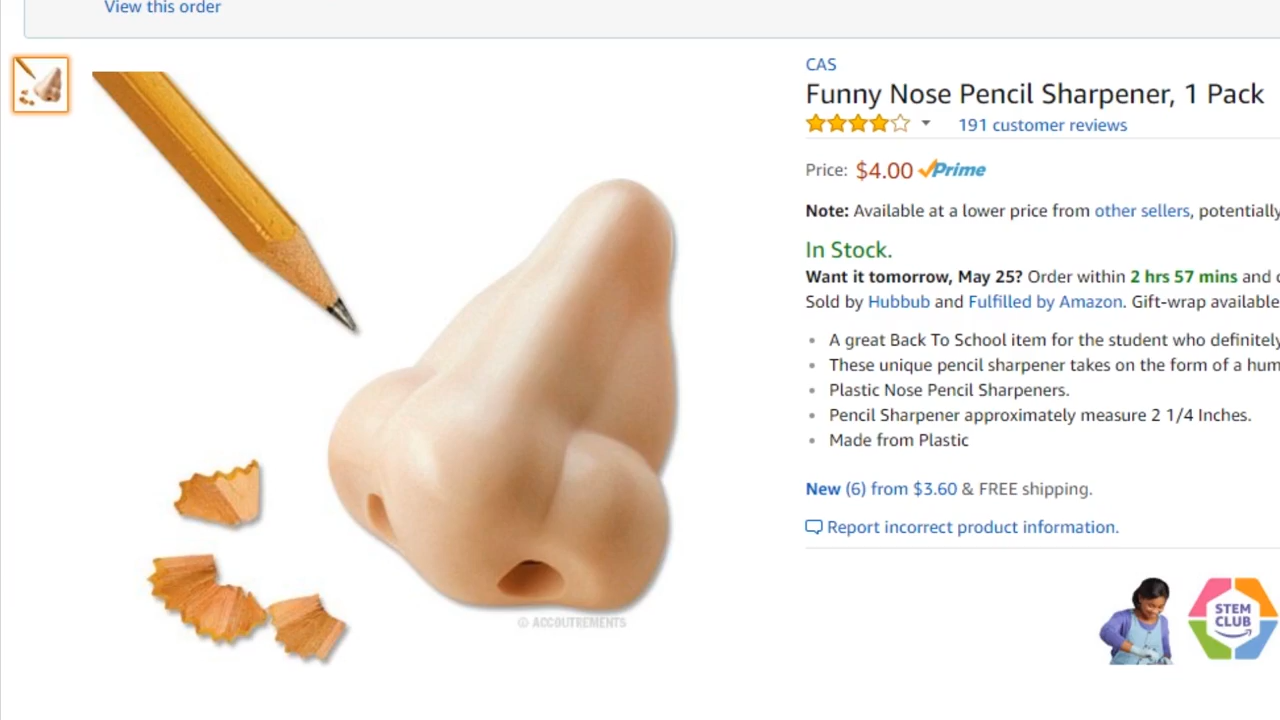 View this order
CAS
Funny Nose Pencil Sharpener, 1 Pack
191 customer reviews
Price: $4.00 Prime
Note: Available at a lower price from other sellers, potentially
In Stock.
Want it tomorrow, May 25? Order within 2 hrs 57 mins and
Sold by Hubbub and Fulfilled by Amazon. Gift-wrap available
A great Back To School item for the student who definitely
These unique pencil sharpener takes on the form of a hum
Plastic Nose Pencil Sharpeners.
Pencil Sharpener approximately measure 2 1/4 Inches.
Made from Plastic
New (6) from $3.60 & FREE shipping.
Report incorrect product information.
© ACCOUTREMENTS
STEM
CLUB